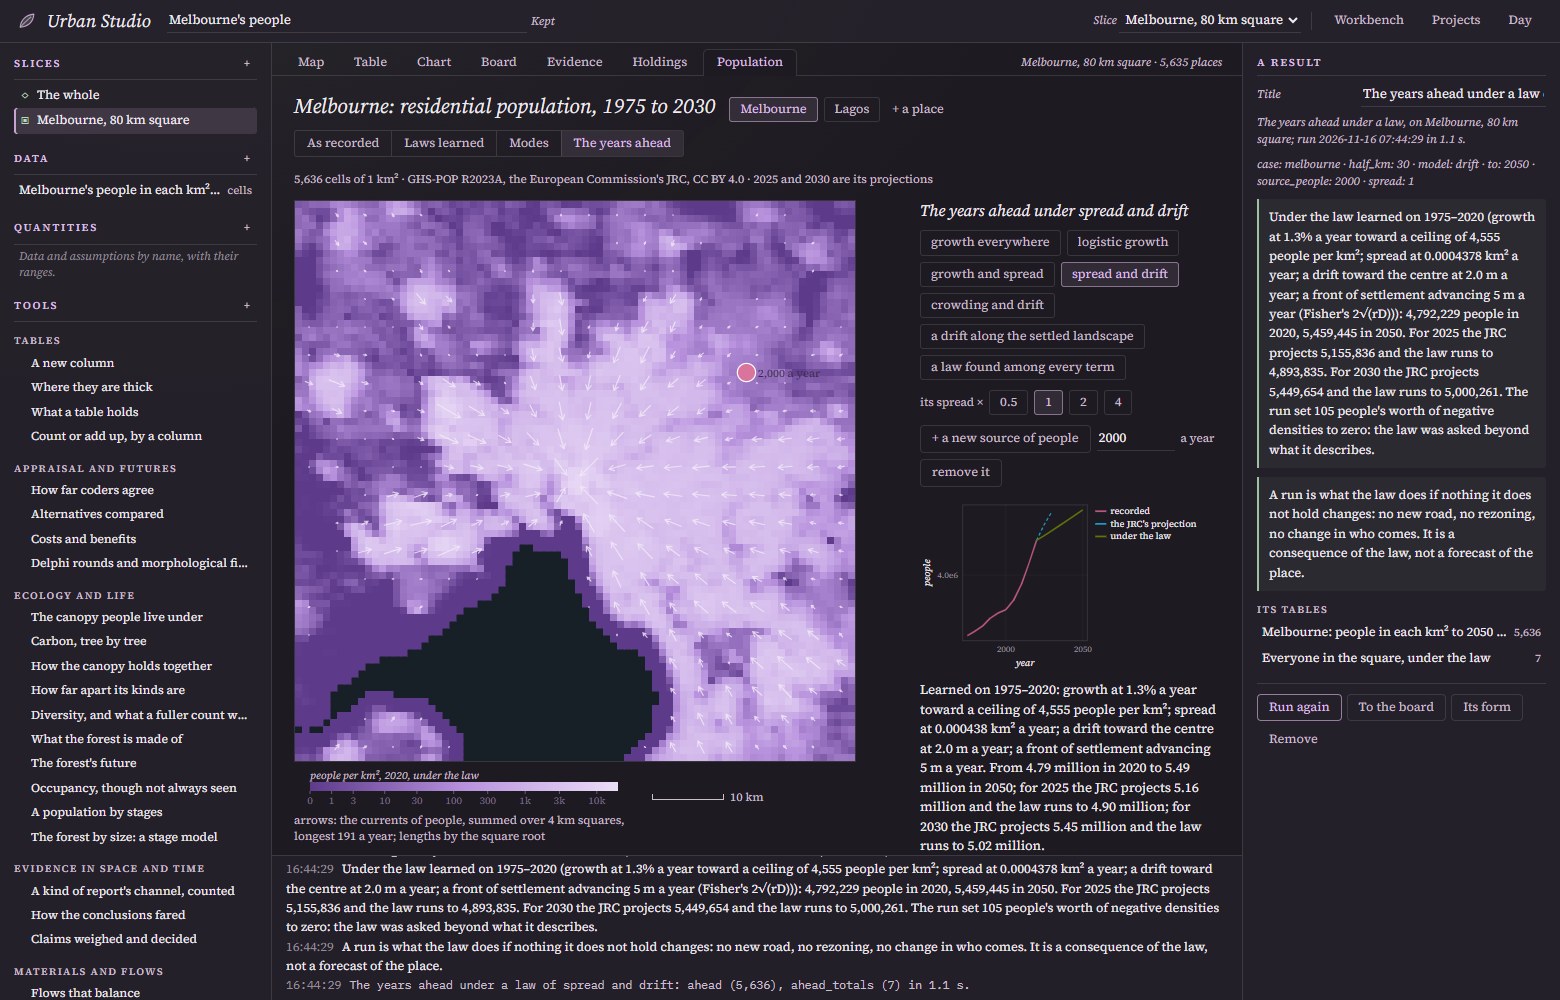 Urban Studio
Melbourne's people
Kept
Slice Melbourne, 80 km square
Workbench
Projects
Day
SLICES +
The whole
Melbourne, 80 km square
DATA +
Melbourne's people in each km²... cells
QUANTITIES +
Data and assumptions by name, with their
ranges.
TOOLS +
TABLES
A new column
Where they are thick
What a table holds
Count or add up, by a column
APPRAISAL AND FUTURES
How far coders agree
Alternatives compared
Costs and benefits
Delphi rounds and morphological fi...
ECOLOGY AND LIFE
The canopy people live under
Carbon, tree by tree
How the canopy holds together
How far apart its kinds are
Diversity, and what a fuller count w...
What the forest is made of
The forest's future
Occupancy, though not always seen
A population by stages
The forest by size: a stage model
EVIDENCE IN SPACE AND TIME
A kind of report's channel, counted
How the conclusions fared
Claims weighed and decided
MATERIALS AND FLOWS
Flows that balance
Map
Table
Chart
Board
Evidence
Holdings
Population
Melbourne, 80 km square · 5,635 places
Melbourne: residential population, 1975 to 2030
Melbourne
Lagos
+ a place
As recorded
Laws learned
Modes
The years ahead
5,636 cells of 1 km² · GHS-POP R2023A, the European Commission's JRC, CC BY 4.0 · 2025 and 2030 are its projections
2,000 a year
people per km², 2020, under the law
0 1 3 10 30 100 300 1k 3k 10k
10 km
arrows: the currents of people, summed over 4 km squares,
longest 191 a year; lengths by the square root
The years ahead under spread and drift
growth everywhere
logistic growth
growth and spread
spread and drift
crowding and drift
a drift along the settled landscape
a law found among every term
its spread × 0.5 1 2 4
+ a new source of people 2000 a year
remove it
recorded
the JRC's projection
under the law
people
4.0e6
2000 2050
year
Learned on 1975–2020: growth at 1.3% a year
toward a ceiling of 4,555 people per km²; spread
at 0.000438 km² a year; a drift toward the centre
at 2.0 m a year; a front of settlement advancing
5 m a year. From 4.79 million in 2020 to 5.49
million in 2050; for 2025 the JRC projects 5.16
million and the law runs to 4.90 million; for
2030 the JRC projects 5.45 million and the law
runs to 5.02 million.
16:44:29 Under the law learned on 1975–2020 (growth at 1.3% a year toward a ceiling of 4,555 people per km²; spread at 0.0004378 km² a year; a drift toward
the centre at 2.0 m a year; a front of settlement advancing 5 m a year (Fisher's 2√(rD))): 4,792,229 people in 2020, 5,459,445 in 2050. For 2025 the JRC projects
5,155,836 and the law runs to 4,893,835. For 2030 the JRC projects 5,449,654 and the law runs to 5,000,261. The run set 105 people's worth of negative densities
to zero: the law was asked beyond what it describes.
16:44:29 A run is what the law does if nothing it does not hold changes: no new road, no rezoning, no change in who comes. It is a consequence of the law,
not a forecast of the place.
16:44:29 The years ahead under a law of spread and drift: ahead (5,636), ahead_totals (7) in 1.1 s.
A RESULT
Title The years ahead under a law
The years ahead under a law, on Melbourne, 80 km
square; run 2026-11-16 07:44:29 in 1.1 s.
case: melbourne · half_km: 30 · model: drift · to: 2050 ·
source_people: 2000 · spread: 1
Under the law learned on 1975–2020 (growth
at 1.3% a year toward a ceiling of 4,555
people per km²; spread at 0.0004378 km² a
year; a drift toward the centre at 2.0 m a
year; a front of settlement advancing 5 m a
year (Fisher's 2√(rD))): 4,792,229 people in
2020, 5,459,445 in 2050. For 2025 the JRC
projects 5,155,836 and the law runs to
4,893,835. For 2030 the JRC projects
5,449,654 and the law runs to 5,000,261. The
run set 105 people's worth of negative
densities to zero: the law was asked beyond
what it describes.
A run is what the law does if nothing it does
not hold changes: no new road, no rezoning,
no change in who comes. It is a
consequence of the law, not a forecast of the
place.
ITS TABLES
Melbourne: people in each km² to 2050 ... 5,636
Everyone in the square, under the law 7
Run again
To the board
Its form
Remove